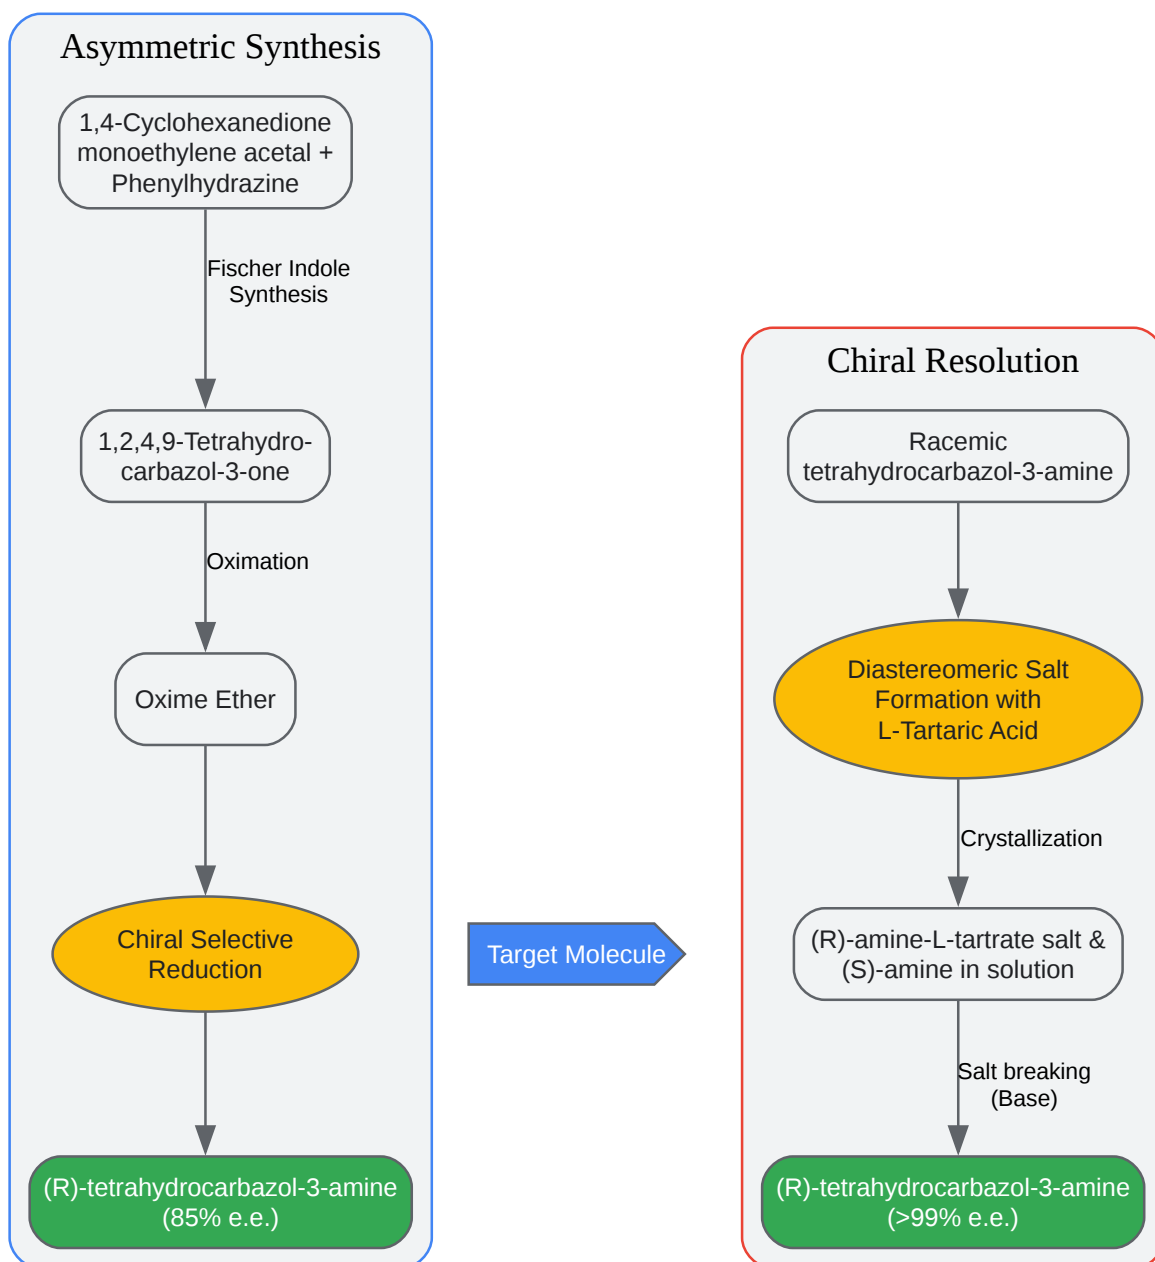 Asymmetric Synthesis
1,4-Cyclohexanedione
monoethylene acetal +
Phenylhydrazine
Fischer Indole
Synthesis
1,2,4,9-Tetrahydro-
carbazol-3-one
Oximation
Oxime Ether
Chiral Selective
Reduction
(R)-tetrahydrocarbazol-3-amine
(85% e.e.)
Target Molecule
Chiral Resolution
Racemic
tetrahydrocarbazol-3-amine
Diastereomeric Salt
Formation with
L-Tartaric Acid
Crystallization
(R)-amine-L-tartrate salt &
(S)-amine in solution
Salt breaking
(Base)
(R)-tetrahydrocarbazol-3-amine
(>99% e.e.)